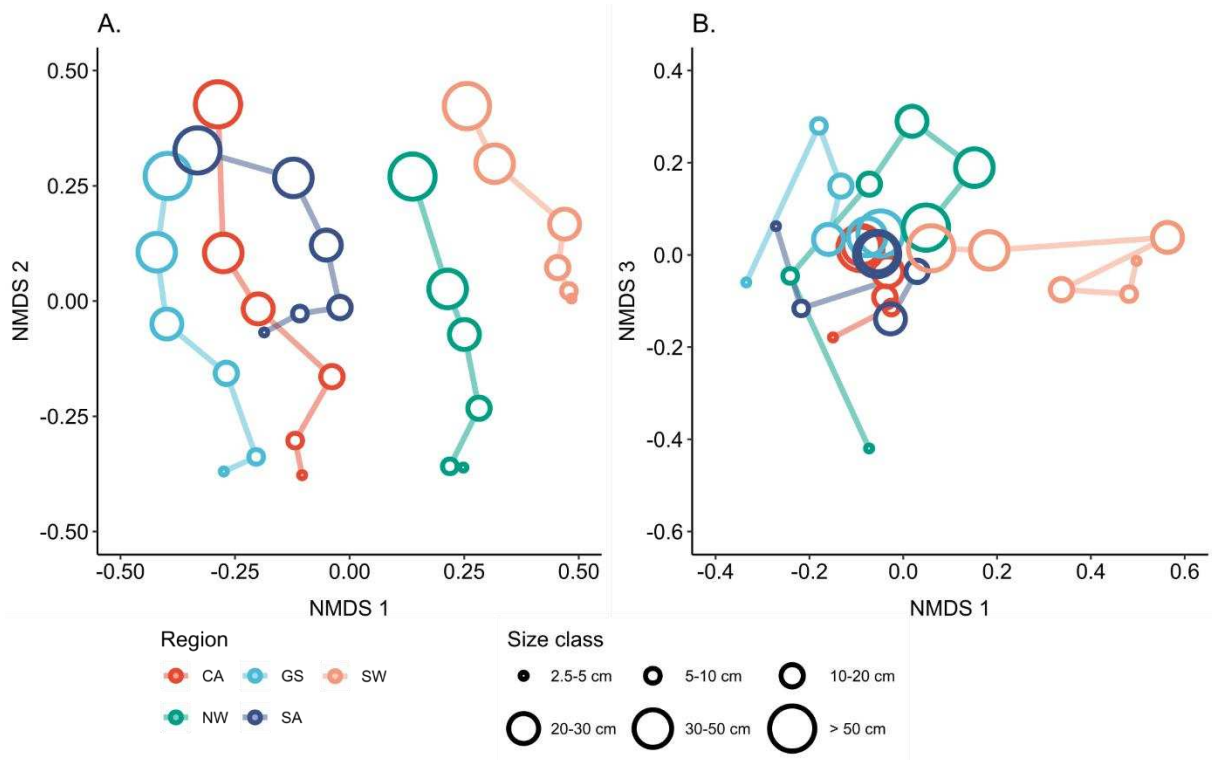 A.
0.50
0.25
0.00
-0.25
-0.50
NMDS 2
-0.50 -0.25 0.00 0.25 0.50
NMDS 1
B.
0.4
0.2
0.0
-0.2
-0.4
-0.6
NMDS 3
-0.4 -0.2 0.0 0.2 0.4 0.6
NMDS 1
Region
CA GS SW
NW SA
Size class
2.5-5 cm 5-10 cm 10-20 cm
20-30 cm 30-50 cm > 50 cm